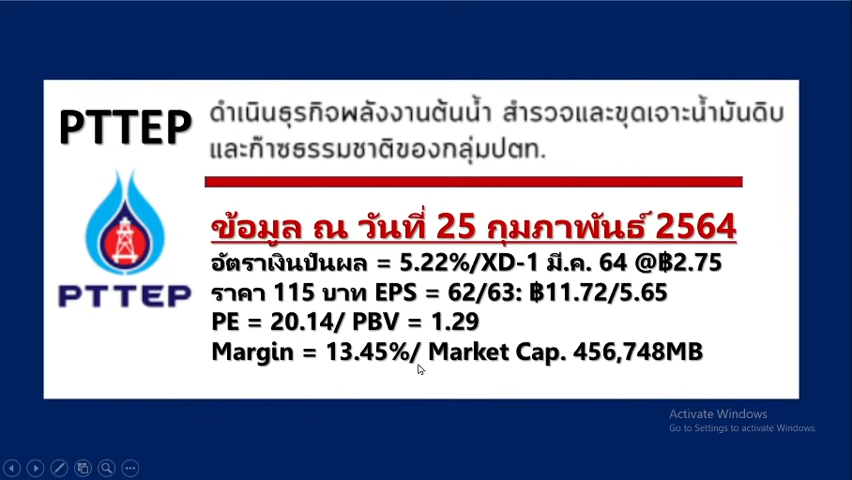 PTTEP
ดำเนินธุรกิจพลังงานต้นน้ำ สำรวจและขุดเจาะน้ำมันดิบ
และก๊าซธรรมชาติของกลุ่มปตท.
PTTEP
ข้อมูล ณ วันที่ 25 กุมภาพันธ์ 2564
อัตราเงินปันผล = 5.22%/XD-1 มี.ค. 64 @฿2.75
ราคา 115 บาท EPS = 62/63: ฿11.72/5.65
PE = 20.14/ PBV = 1.29
Margin = 13.45%/ Market Cap. 456,748MB
Activate Windows
Go to Settings to activate Windows.